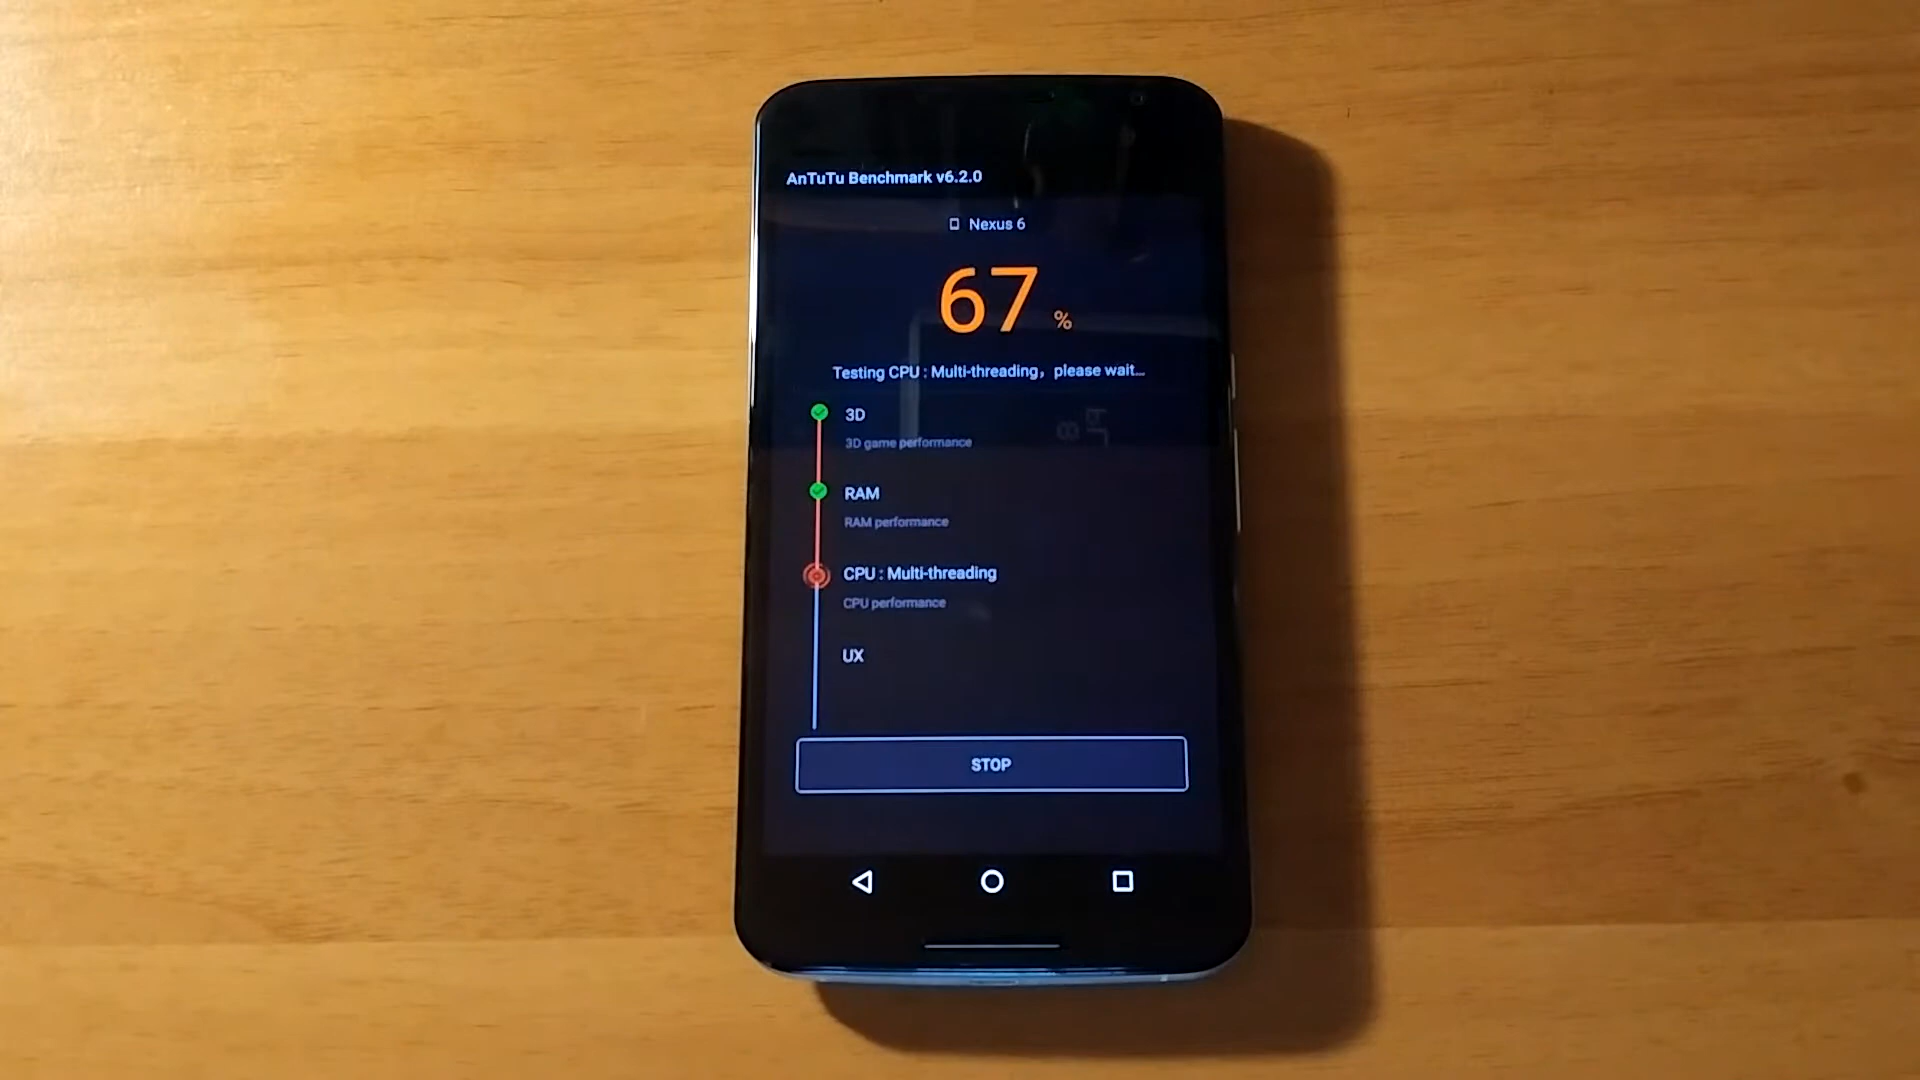 AnTuTu Benchmark v6.2.0
Nexus 6
67 %
Testing CPU : Multi-threading，please wait...
3D
3D game performance
RAM
RAM performance
CPU : Multi-threading
CPU performance
UX
STOP